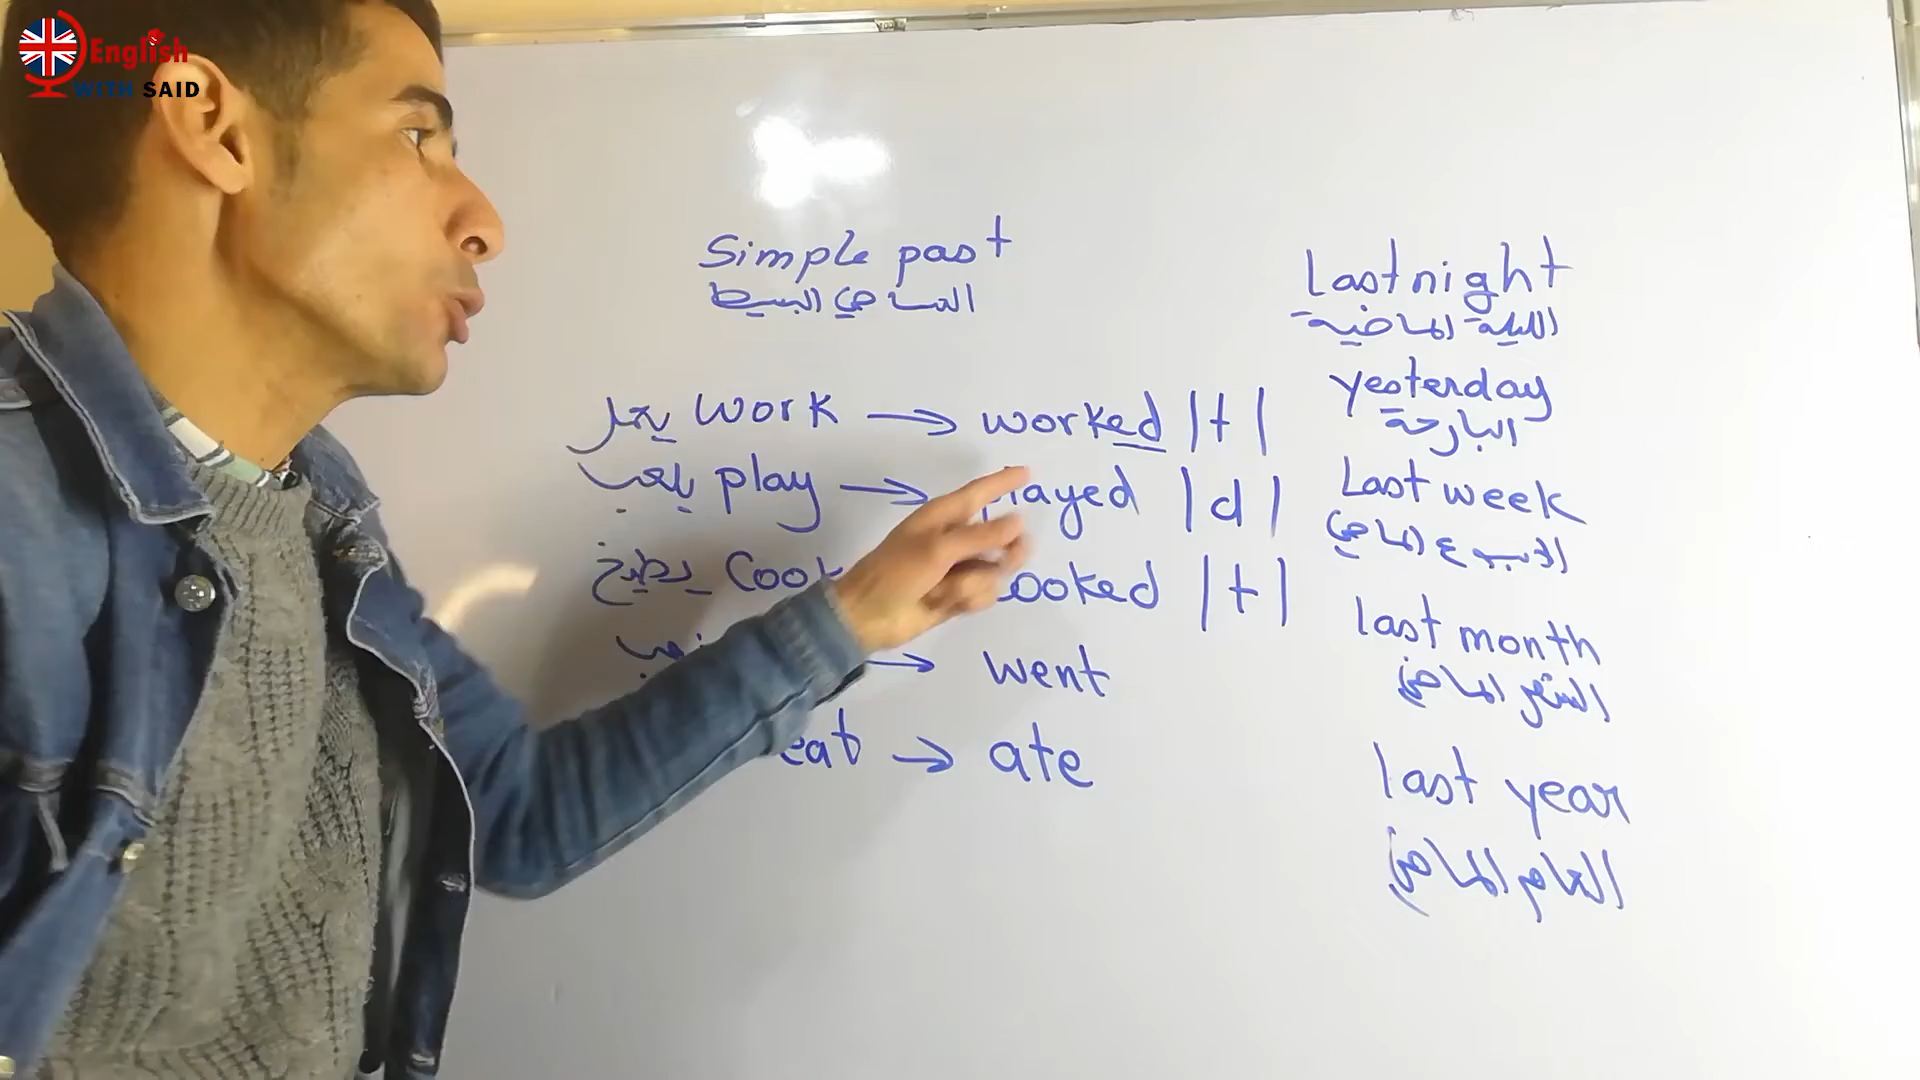 English
WITH SAID
Simple past
الماضي البسيط
يعمل work → worked |t|
يلعب play → played |d|
يطبخ Cook cooked |t|
→ went
eat → ate
Last night
الليلة الماضية
yesterday
البارحة
Last week
الاسبوع الماضي
last month
الشهر الماضي
last year
العام الماضي